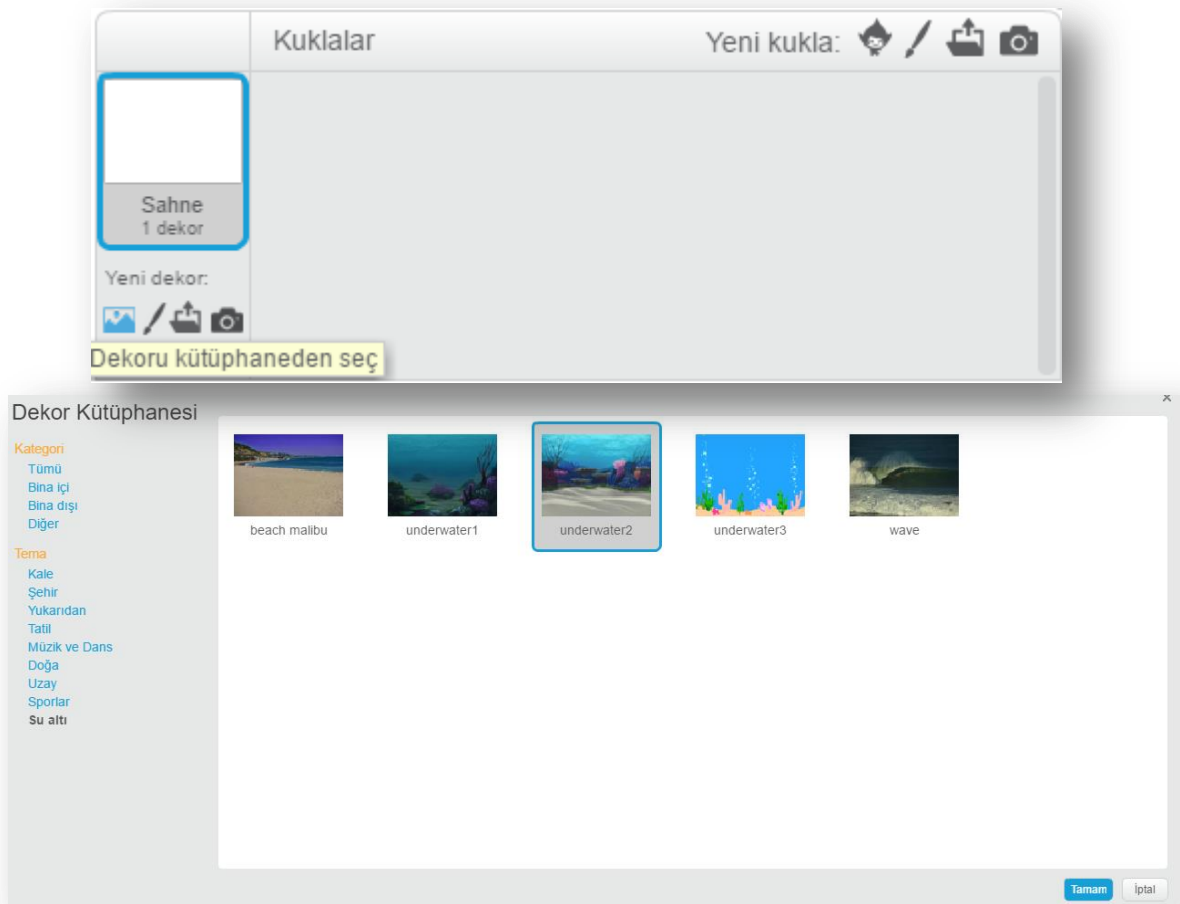 Kuklalar
Yeni kukla:
Sahne
1 dekor
Yeni dekor:
Dekoru kütüphaneden seç
x
Dekor Kütüphanesi
Kategori
Tümü
Bina içi
Bina dışı
Diğer
Tema
Kale
Şehir
Yukarıdan
Tatil
Müzik ve Dans
Doğa
Uzay
Sporlar
Su altı
beach malibu
underwater1
underwater2
underwater3
wave
Tamam
İptal